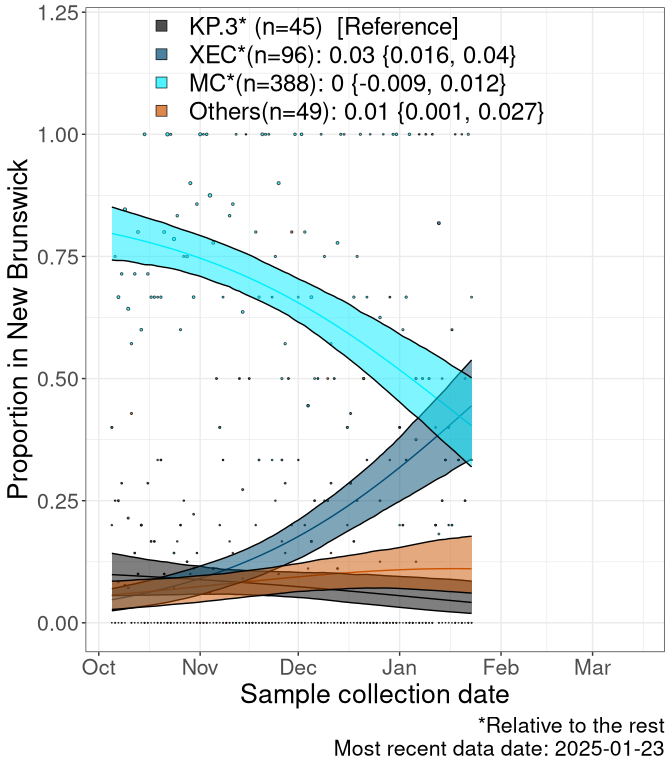 KP.3* (n=45)  [Reference]
XEC*(n=96): 0.03 {0.016, 0.04}
MC*(n=388): 0 {-0.009, 0.012}
Others(n=49): 0.01 {0.001, 0.027}
1.25
1.00
0.75
0.50
0.25
0.00
Proportion in New Brunswick
Oct Nov Dec Jan Feb Mar
Sample collection date
*Relative to the rest
Most recent data date: 2025-01-23